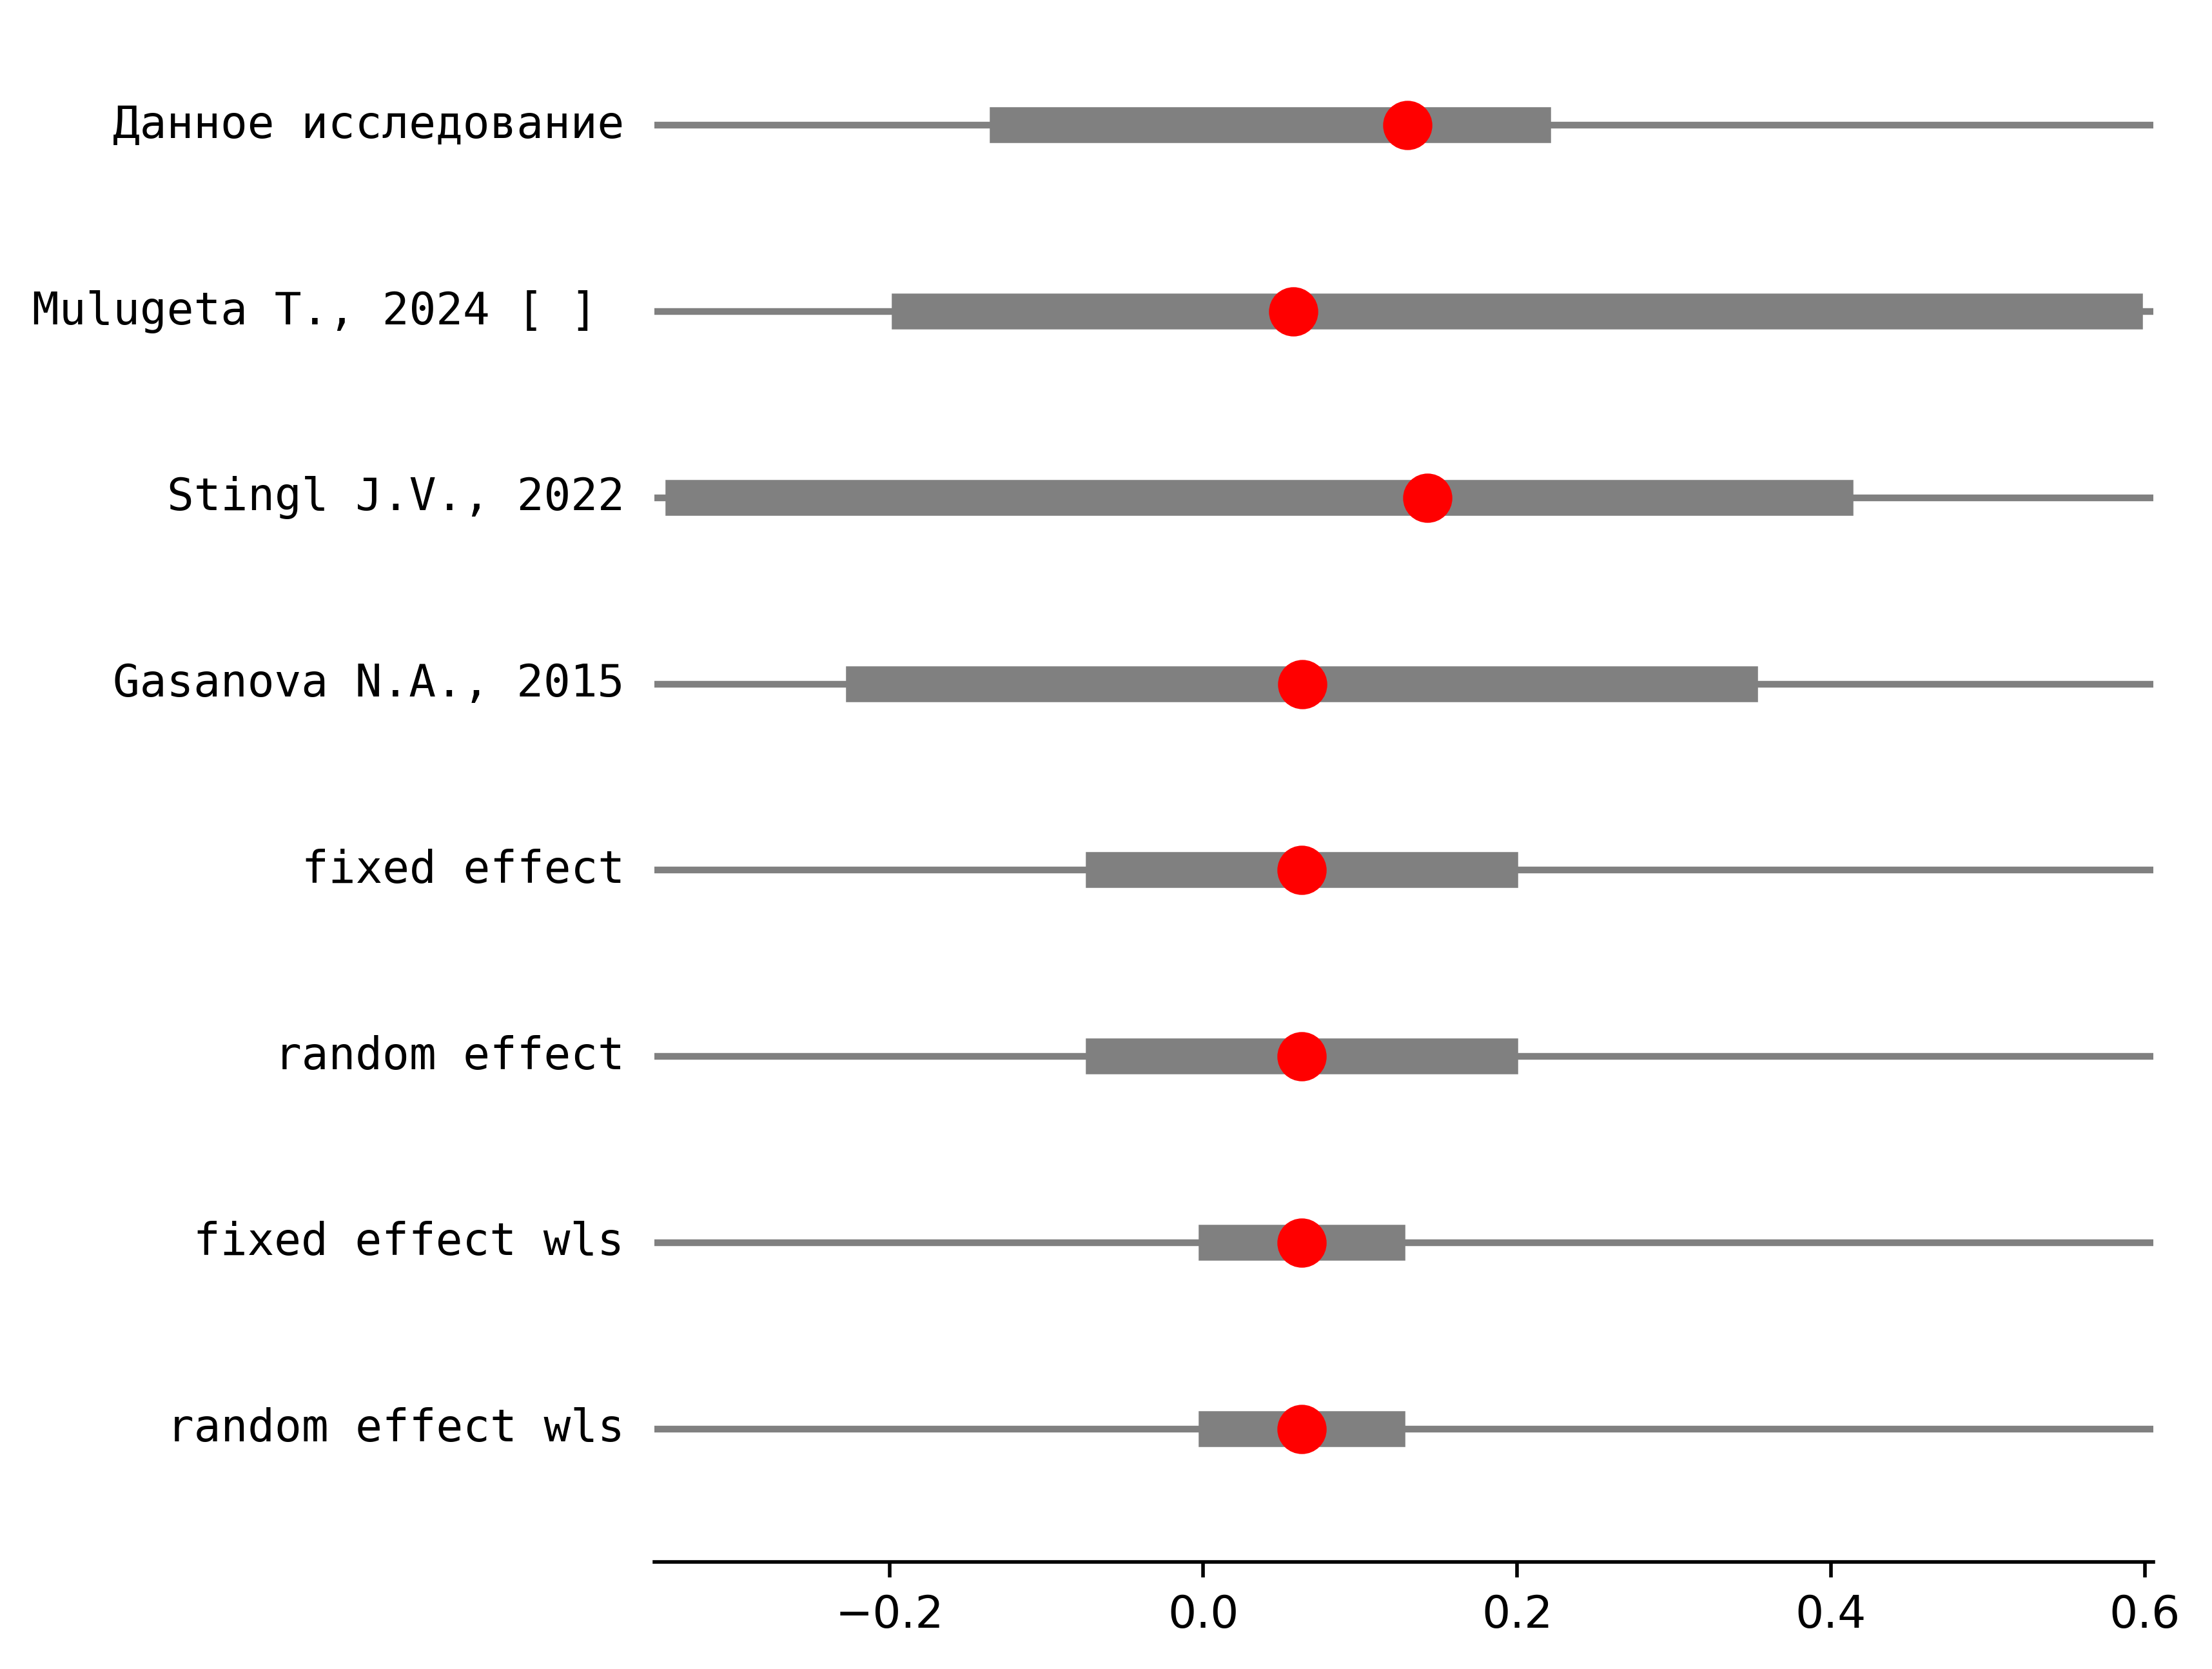 Данное исследование
Mulugeta T., 2024 [ ]
Stingl J.V., 2022
Gasanova N.A., 2015
fixed effect
random effect
fixed effect wls
random effect wls
−0.2 0.0 0.2 0.4 0.6